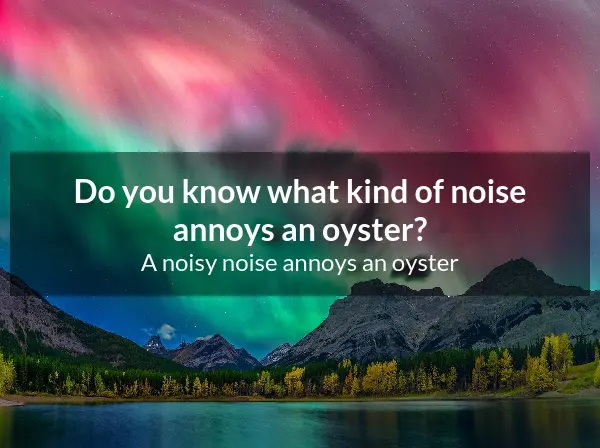 Do you know what kind of noise
annoys an oyster?
A noisy noise annoys an oyster